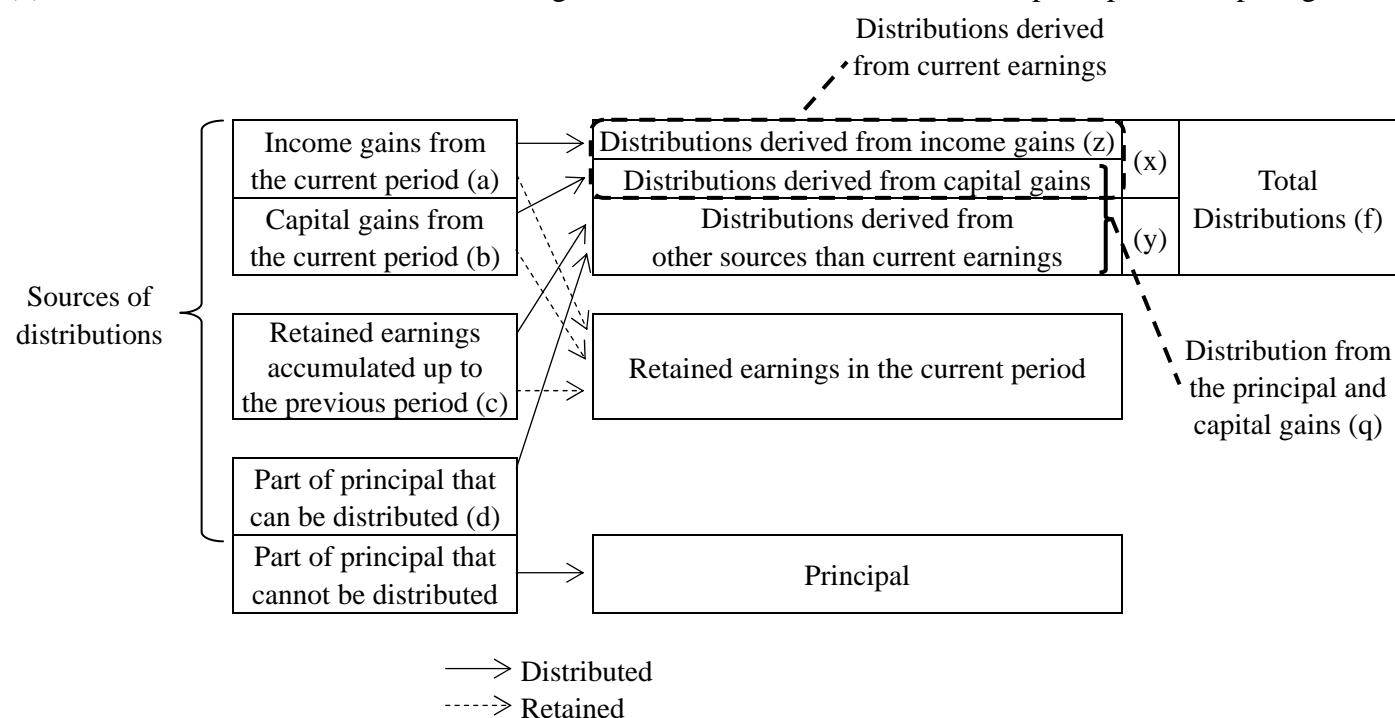 Distributions derived
from current earnings
Income gains from
the current period (a)
Capital gains from
the current period (b)
Distributions derived from income gains (z)
Distributions derived from capital gains
Distributions derived from
other sources than current earnings
(x)
(y)
Total
Distributions (f)
Sources of
distributions
Retained earnings
accumulated up to
the previous period (c)
Retained earnings in the current period
Distribution from
the principal and
capital gains (q)
Part of principal that
can be distributed (d)
Part of principal that
cannot be distributed
Principal
Distributed
Retained